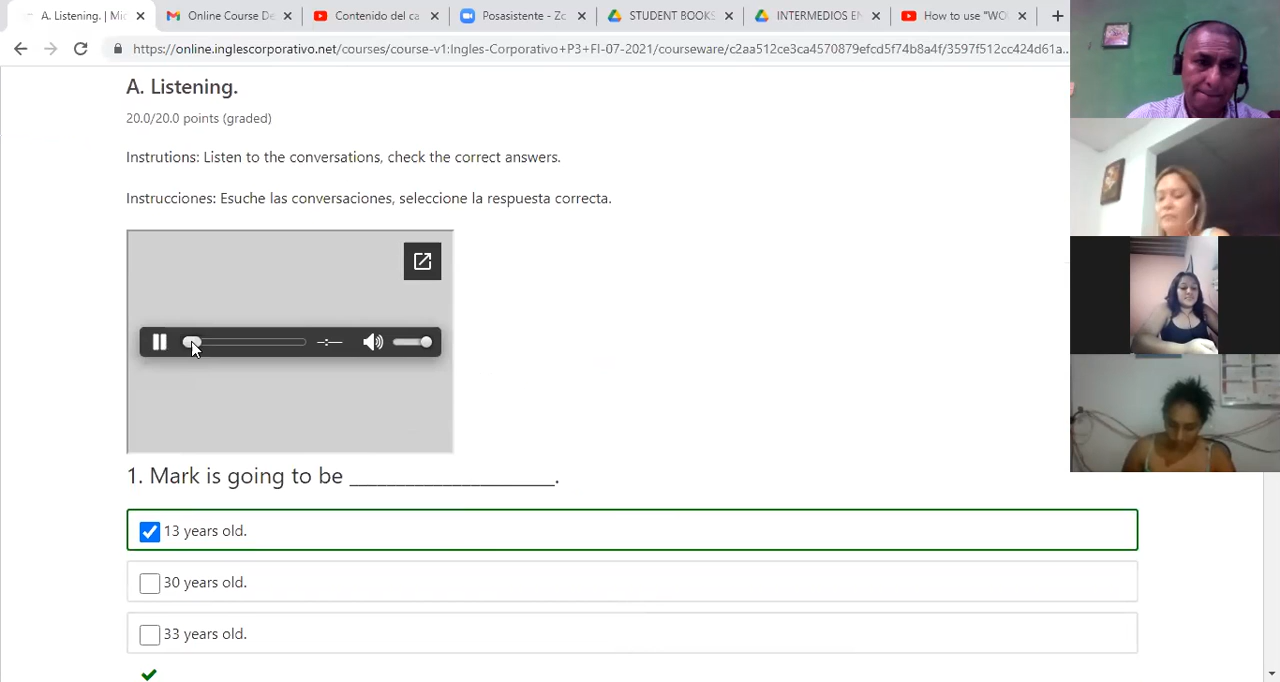 A. Listening. | Mi
Online Course De
Contenido del ca
Posasistente - Zo
STUDENT BOOKS
INTERMEDIOS EN
How to use "WO
https://online.inglescorporativo.net/courses/course-v1:Ingles-Corporativo+P3+FI-07-2021/courseware/c2aa512ce3ca4570879efcd5f74b8a4f/3597f512cc424d61a...
A. Listening.
20.0/20.0 points (graded)
Instrutions: Listen to the conversations, check the correct answers.
Instrucciones: Esuche las conversaciones, seleccione la respuesta correcta.
-:-
1. Mark is going to be ___________________.
13 years old.
30 years old.
33 years old.